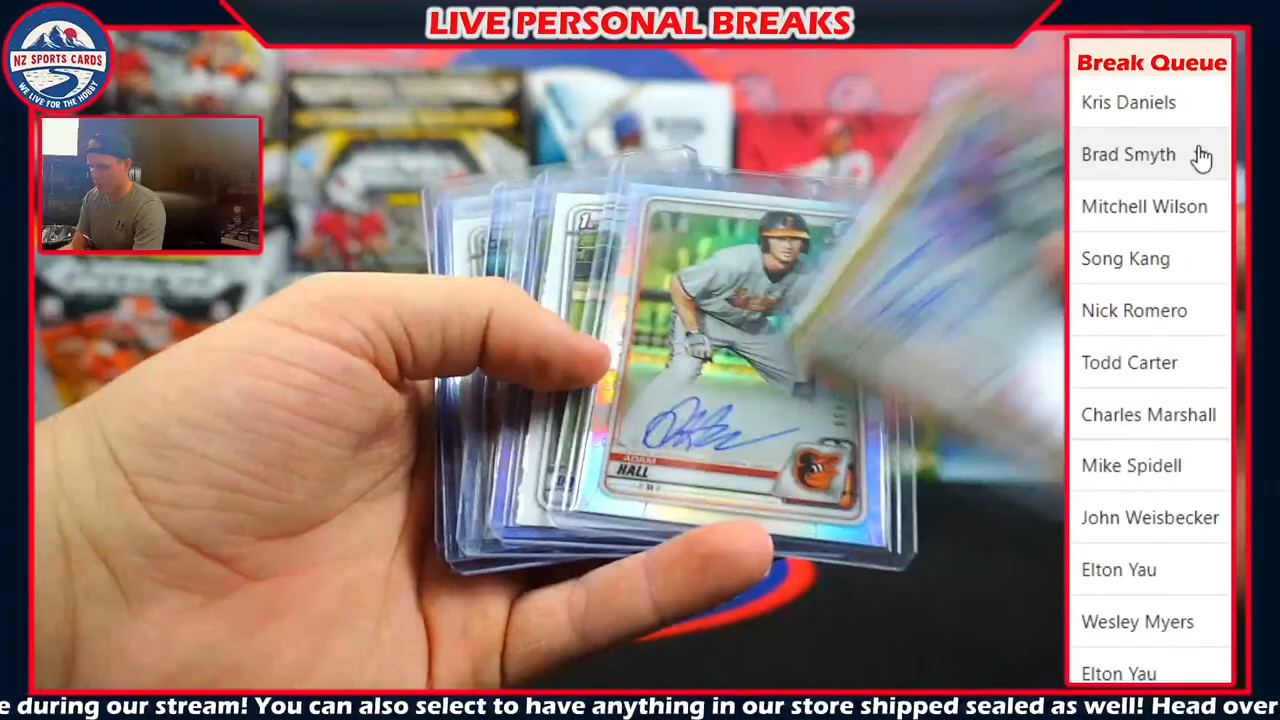 LIVE PERSONAL BREAKS
NZ SPORTS CARDS
WE LIVE FOR THE HOBBY
Break Queue
Kris Daniels
Brad Smyth
Mitchell Wilson
Song Kang
Nick Romero
Todd Carter
Charles Marshall
Mike Spidell
John Weisbecker
Elton Yau
Wesley Myers
Elton Yau
ADAM
HALL
e during our stream! You can also select to have anything in our store shipped sealed as well! Head over